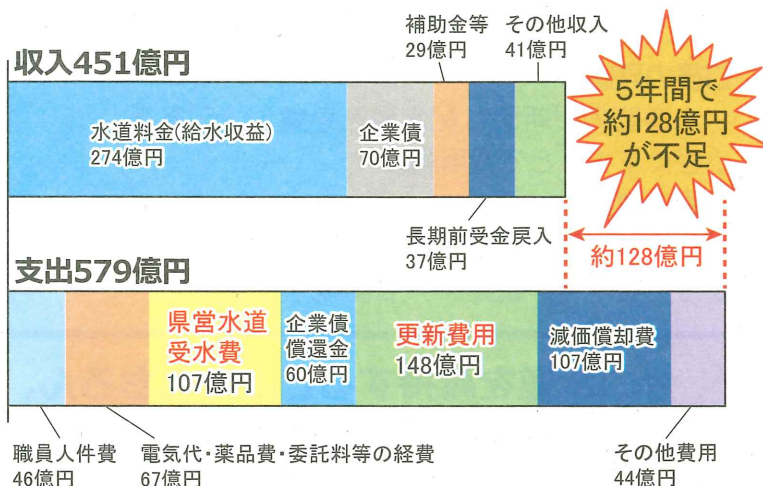 補助金等
29億円
その他収入
41億円
収入451億円
水道料金(給水収益)
274億円
企業債
70億円
5年間で
約128億円
が不足
長期前受金戻入
37億円
約128億円
支出579億円
県営水道
受水費
107億円
企業債
償還金
60億円
更新費用
148億円
減価償却費
107億円
職員人件費
46億円
電気代・薬品費・委託料等の経費
67億円
その他費用
44億円